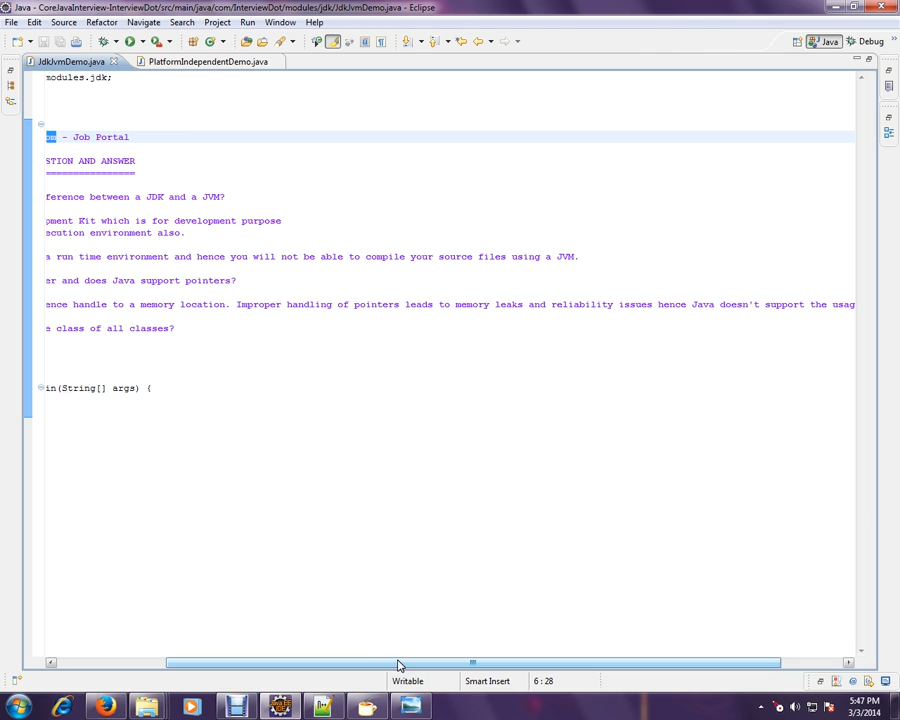 Java - CoreJavaInterview-InterviewDot/src/main/java/com/InterviewDot/modules/jdk/JdkJvmDemo.java - Eclipse
File Edit Source Refactor Navigate Search Project Run Window Help
Java Debug
JdkJvmDemo.java PlatformIndependentDemo.java
modules.jdk;
om - Job Portal
STION AND ANSWER
================
ference between a JDK and a JVM?
pment Kit which is for development purpose
ecution environment also.
a run time environment and hence you will not be able to compile your source files using a JVM.
er and does Java support pointers?
ence handle to a memory location. Improper handling of pointers leads to memory leaks and reliability issues hence Java doesn't support the usag
e class of all classes?
in(String[] args) {
Writable Smart Insert 6 : 28
5:47 PM
3/3/2014